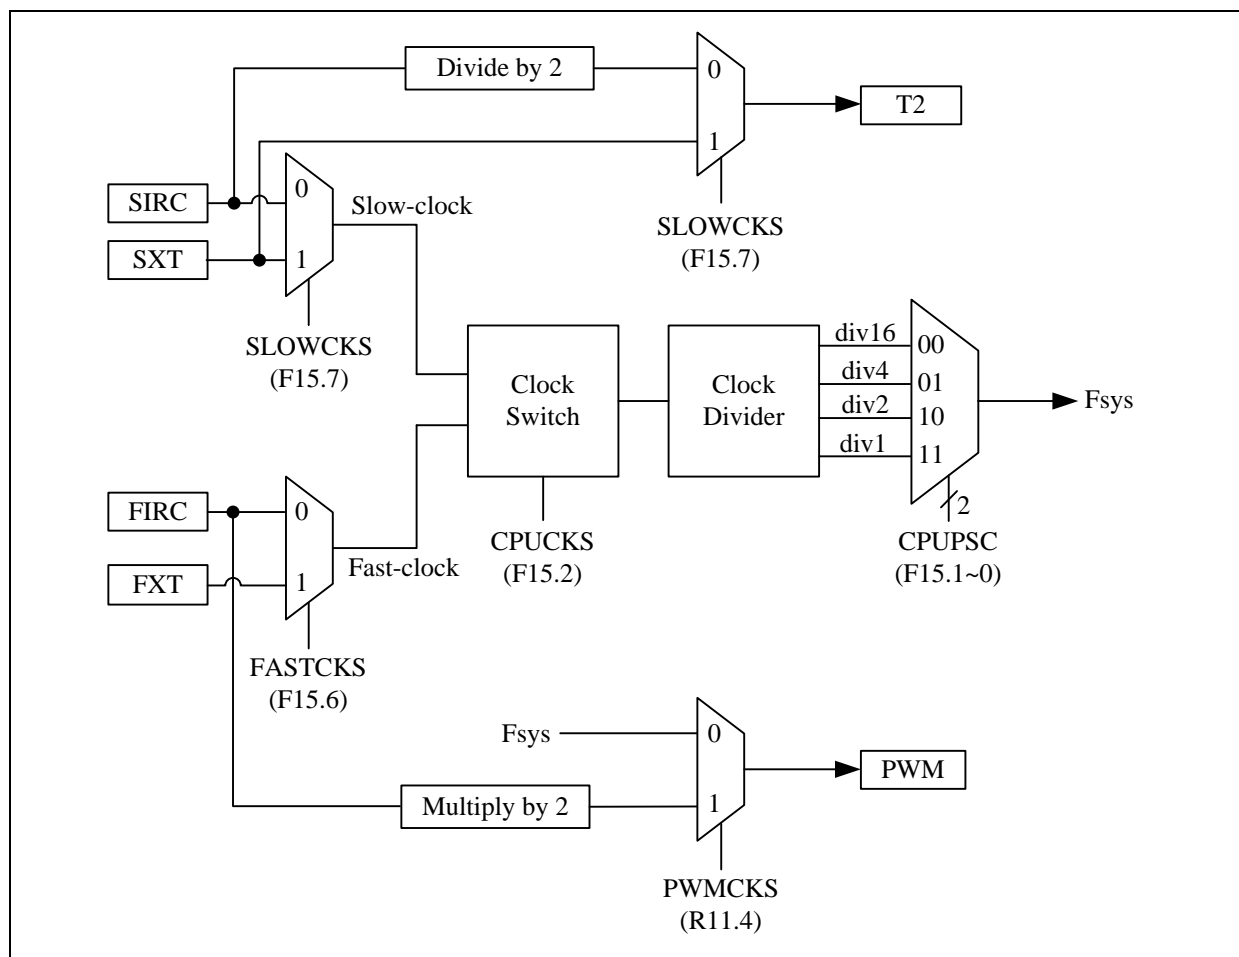 Divide by 2
0
T2
1
SIRC
0
Slow-clock
SLOWCKS
(F15.7)
SXT
1
SLOWCKS
(F15.7)
Clock
Switch
Clock
Divider
div16
00
div4
01
div2
10
div1
11
Fsys
2
FIRC
0
CPUCKS
(F15.2)
CPUPSC
(F15.1~0)
Fast-clock
FXT
1
FASTCKS
(F15.6)
Fsys
0
PWM
Multiply by 2
1
PWMCKS
(R11.4)